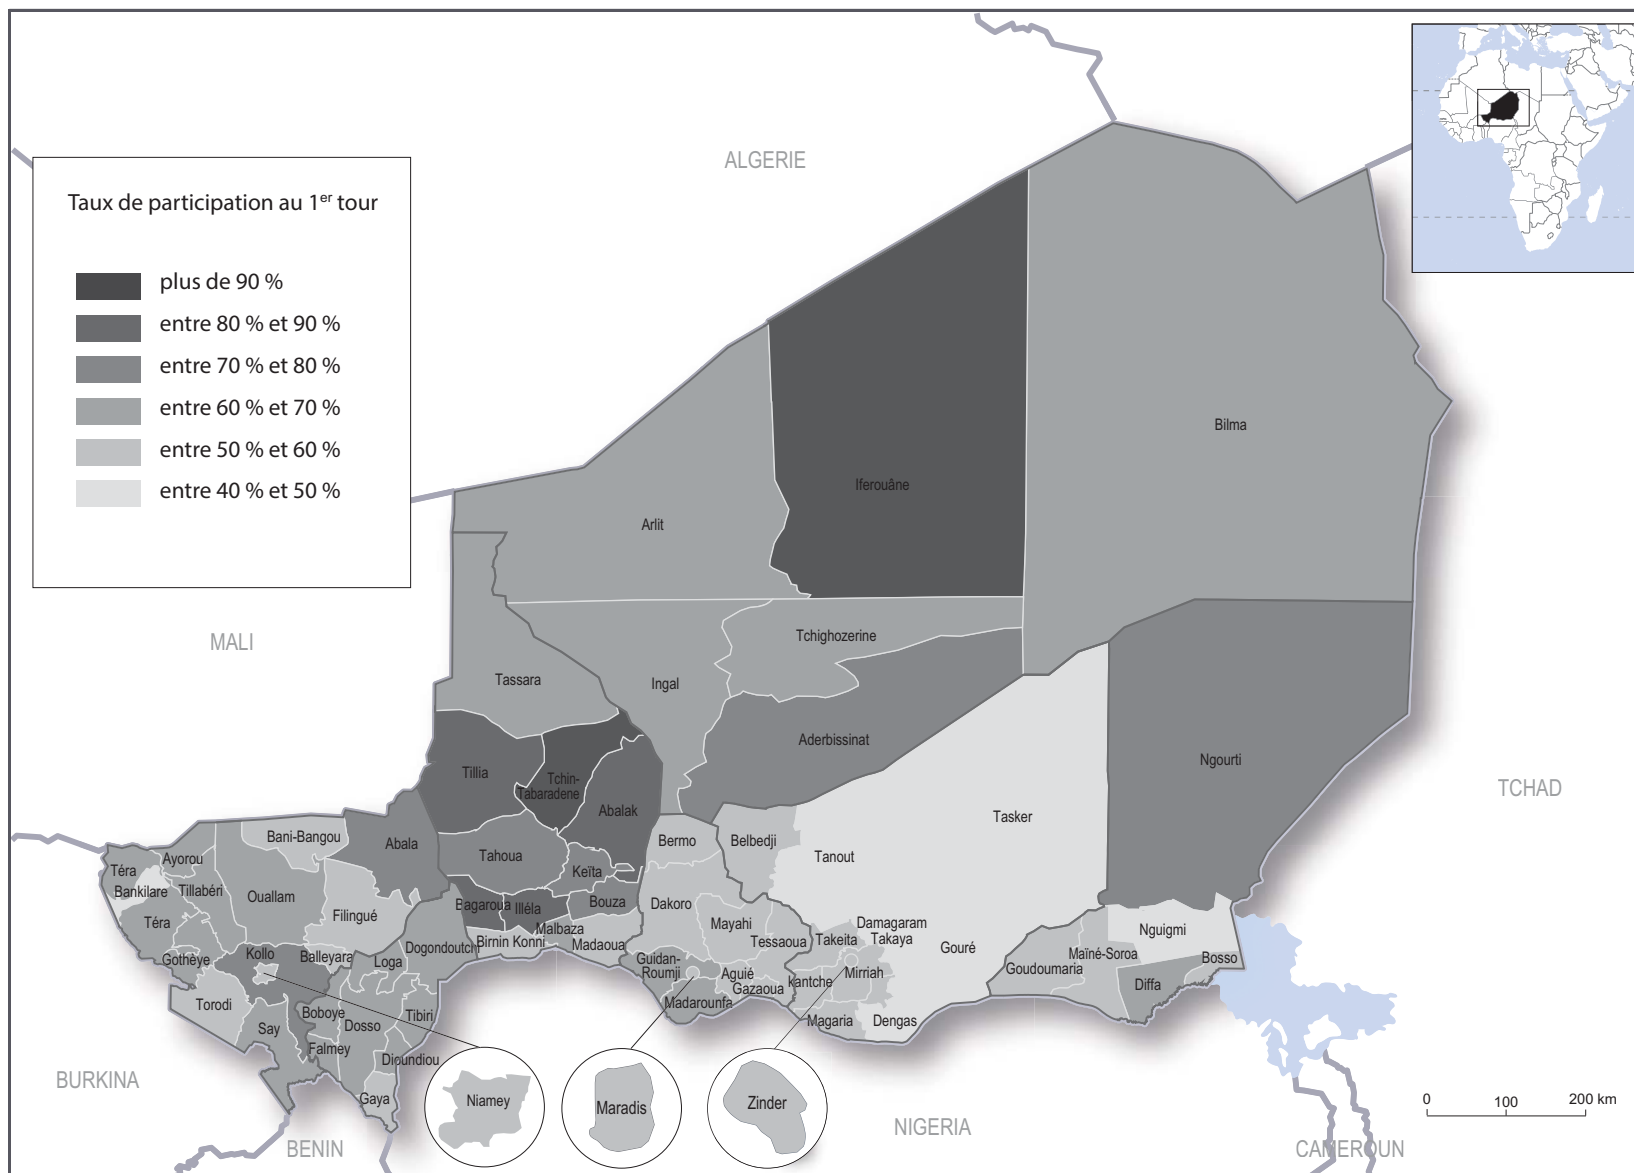 ALGERIE
Taux de participation au 1er tour
plus de 90 %
entre 80 % et 90 %
entre 70 % et 80 %
entre 60 % et 70 %
entre 50 % et 60 %
entre 40 % et 50 %
Bilma
Iferouâne
Arlit
MALI
Tchighozerine
Tassara
Ingal
Aderbissinat
Ngourti
Tillia
Tchin-
Tabaradene
TCHAD
Abalak
Tasker
Bani-Bangou
Abala
Bermo
Belbedji
Ayorou
Téra
Tahoua
Tanout
Keïta
Bankilare
Tillabéri
Ouallam
Bagaroua
Illéla
Bouza
Dakoro
Filingué
Téra
Mayahi
Damagaram
Takaya
Malbaza
Birnin Konni
Madaoua
Tessaoua
Takeita
Gouré
Nguigmi
Dogondoutch
Kollo
Balleyara
Loga
Gothèye
Guidan-
Roumji
Aguié
Gazaoua
kantche
Mirriah
Maïné-Soroa
Goudoumaria
Bosso
Diffa
Torodi
Say
Boboye
Dosso
Tibiri
Madarounfa
Magaria
Dengas
Falmey
Dioundiou
Gaya
BURKINA
Niamey
Maradis
Zinder
NIGERIA
BENIN
CAMEROUN
0
100
200 km